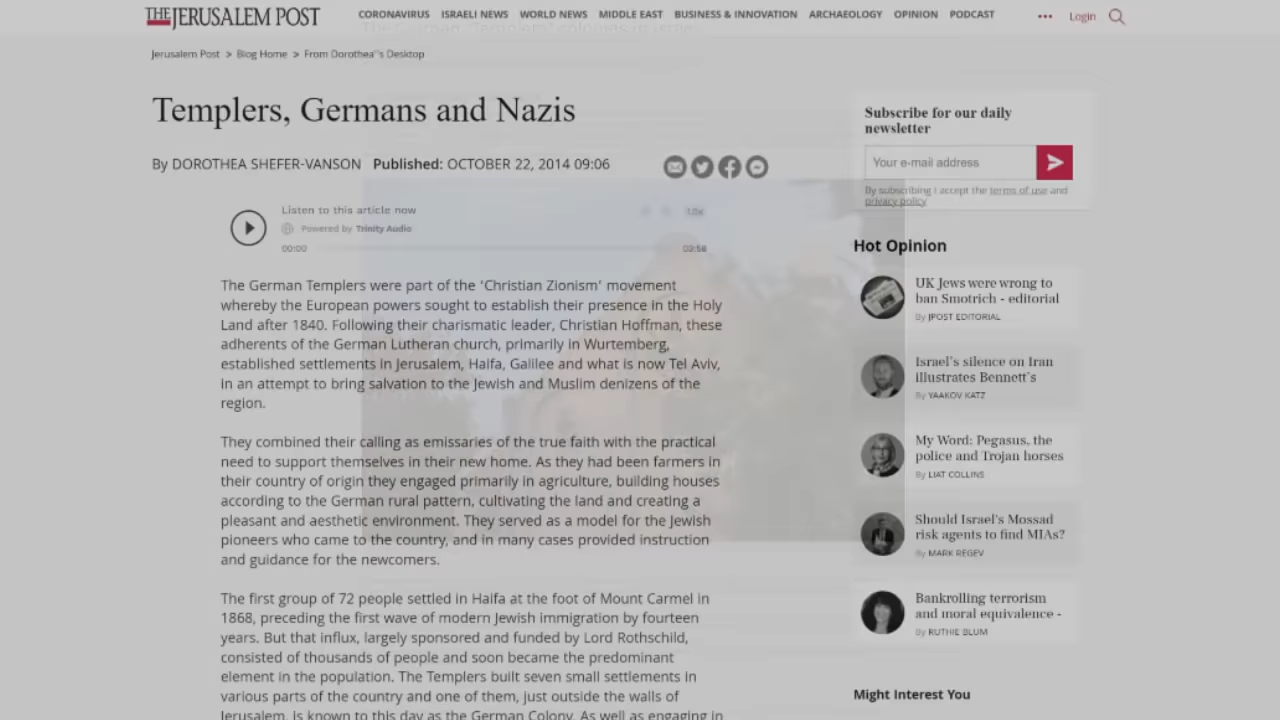 THE JERUSALEM POST
CORONAVIRUS ISRAELI NEWS WORLD NEWS MIDDLE EAST BUSINESS & INNOVATION ARCHAEOLOGY OPINION PODCAST ••• Login
Jerusalem Post > Blog Home > From Dorothea''s Desktop
Templers, Germans and Nazis
By DOROTHEA SHEFER-VANSON Published: OCTOBER 22, 2014 09:06
Listen to this article now
1.0x
Powered by Trinity Audio
00:00
03:58
The German Templers were part of the 'Christian Zionism' movement
whereby the European powers sought to establish their presence in the Holy
Land after 1840. Following their charismatic leader, Christian Hoffman, these
adherents of the German Lutheran church, primarily in Wurtemberg,
established settlements in Jerusalem, Haifa, Galilee and what is now Tel Aviv,
in an attempt to bring salvation to the Jewish and Muslim denizens of the
region.
They combined their calling as emissaries of the true faith with the practical
need to support themselves in their new home. As they had been farmers in
their country of origin they engaged primarily in agriculture, building houses
according to the German rural pattern, cultivating the land and creating a
pleasant and aesthetic environment. They served as a model for the Jewish
pioneers who came to the country, and in many cases provided instruction
and guidance for the newcomers.
The first group of 72 people settled in Haifa at the foot of Mount Carmel in
1868, preceding the first wave of modern Jewish immigration by fourteen
years. But that influx, largely sponsored and funded by Lord Rothschild,
consisted of thousands of people and soon became the predominant
element in the population. The Templers built seven small settlements in
various parts of the country and one of them, just outside the walls of
Jerusalem, is known to this day as the German Colony. As well as engaging in
Subscribe for our daily
newsletter
Your e-mail address
By subscribing I accept the terms of use and
privacy policy
Hot Opinion
UK Jews were wrong to
ban Smotrich - editorial
By JPOST EDITORIAL
Israel's silence on Iran
illustrates Bennett's
By YAAKOV KATZ
My Word: Pegasus, the
police and Trojan horses
By LIAT COLLINS
Should Israel's Mossad
risk agents to find MIAs?
By MARK REGEV
Bankrolling terrorism
and moral equivalence -
By RUTHIE BLUM
Might Interest You